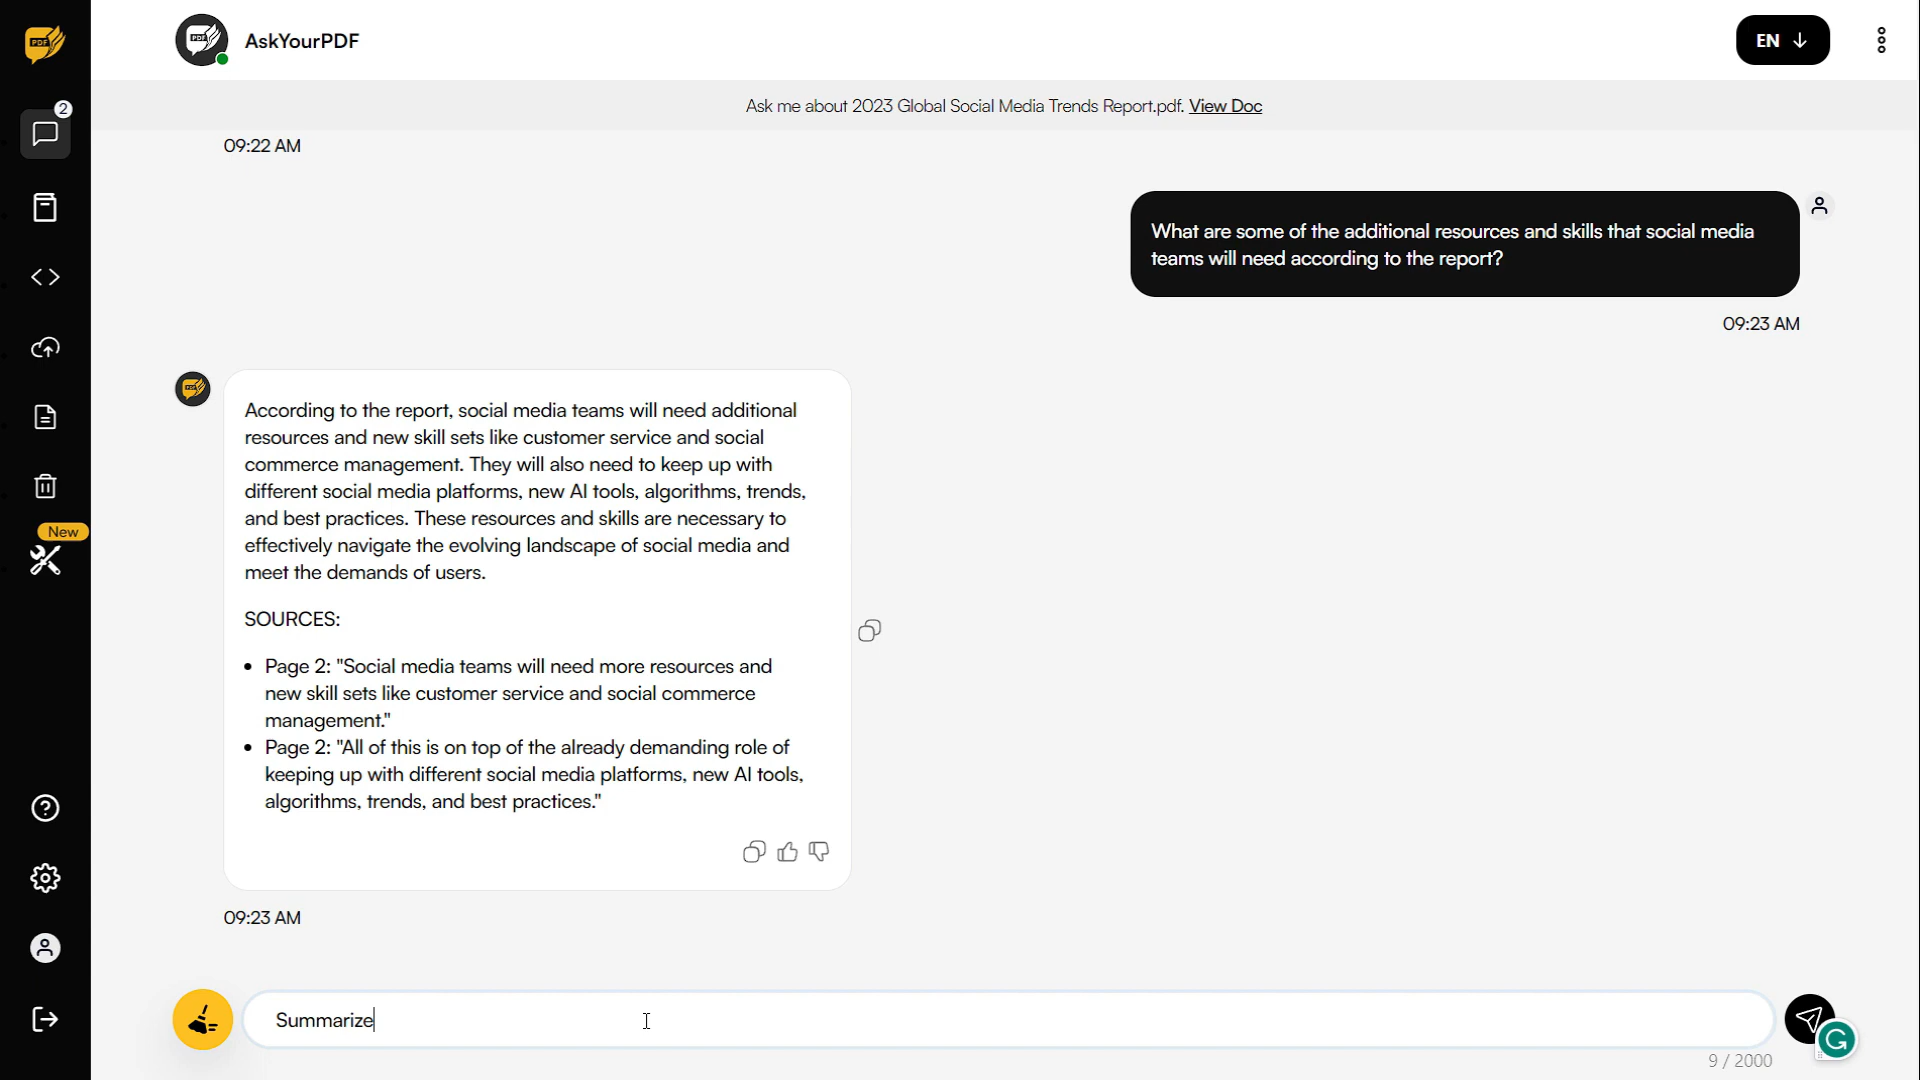 PDF
PDF
AskYourPDF
EN
2
Ask me about 2023 Global Social Media Trends Report.pdf. View Doc
09:22 AM
What are some of the additional resources and skills that social media
teams will need according to the report?
09:23 AM
PDF
According to the report, social media teams will need additional
resources and new skill sets like customer service and social
commerce management. They will also need to keep up with
different social media platforms, new AI tools, algorithms, trends,
and best practices. These resources and skills are necessary to
effectively navigate the evolving landscape of social media and
meet the demands of users.
New
SOURCES:
Page 2: "Social media teams will need more resources and
new skill sets like customer service and social commerce
management."
Page 2: "All of this is on top of the already demanding role of
keeping up with different social media platforms, new AI tools,
algorithms, trends, and best practices."
09:23 AM
Summarize
9 / 2000